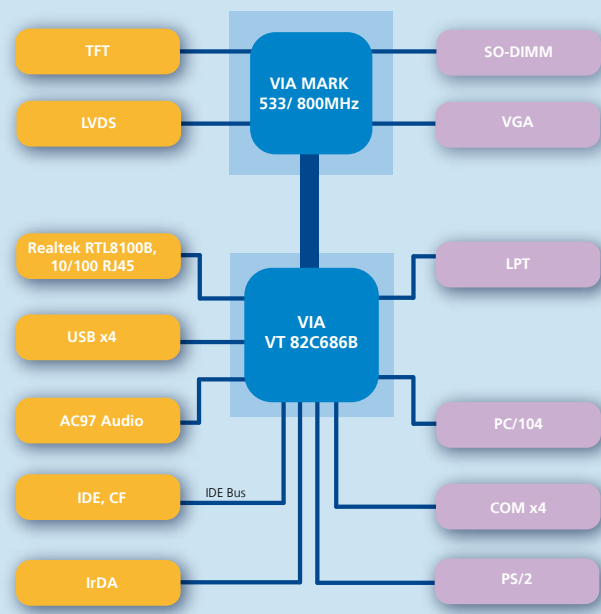 TFT
VIA MARK
533/ 800MHz
SO-DIMM
LVDS
VGA
Realtek RTL8100B,
10/100 RJ45
LPT
VIA
VT 82C686B
USB x4
AC97 Audio
PC/104
IDE, CF
IDE Bus
COM x4
IrDA
PS/2